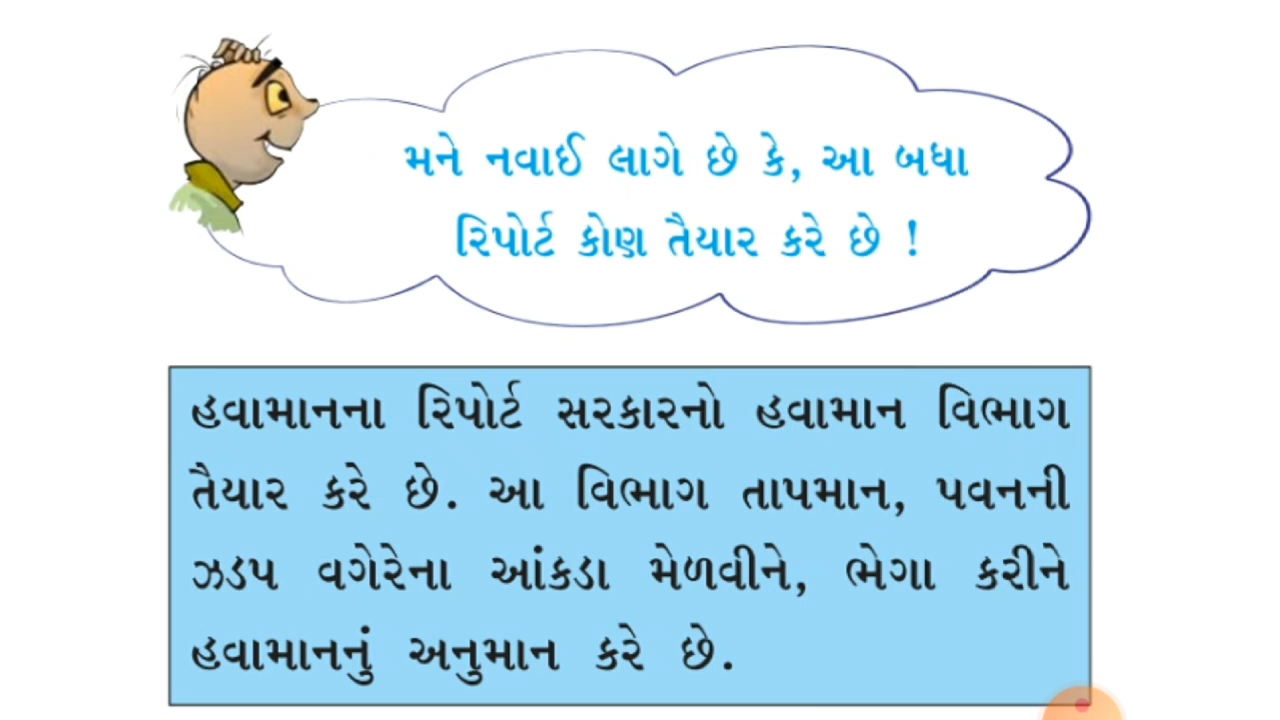 મને નવાઈ લાગે છે કે, આ બધા
રિપોર્ટ કોણ તૈયાર કરે છે !
હવામાનના રિપોર્ટ સરકારનો હવામાન વિભાગ
તૈયાર કરે છે. આ વિભાગ તાપમાન, પવનની
ઝડપ વગેરેના આંકડા મેળવીને, ભેગા કરીને
હવામાનનું અનુમાન કરે છે.